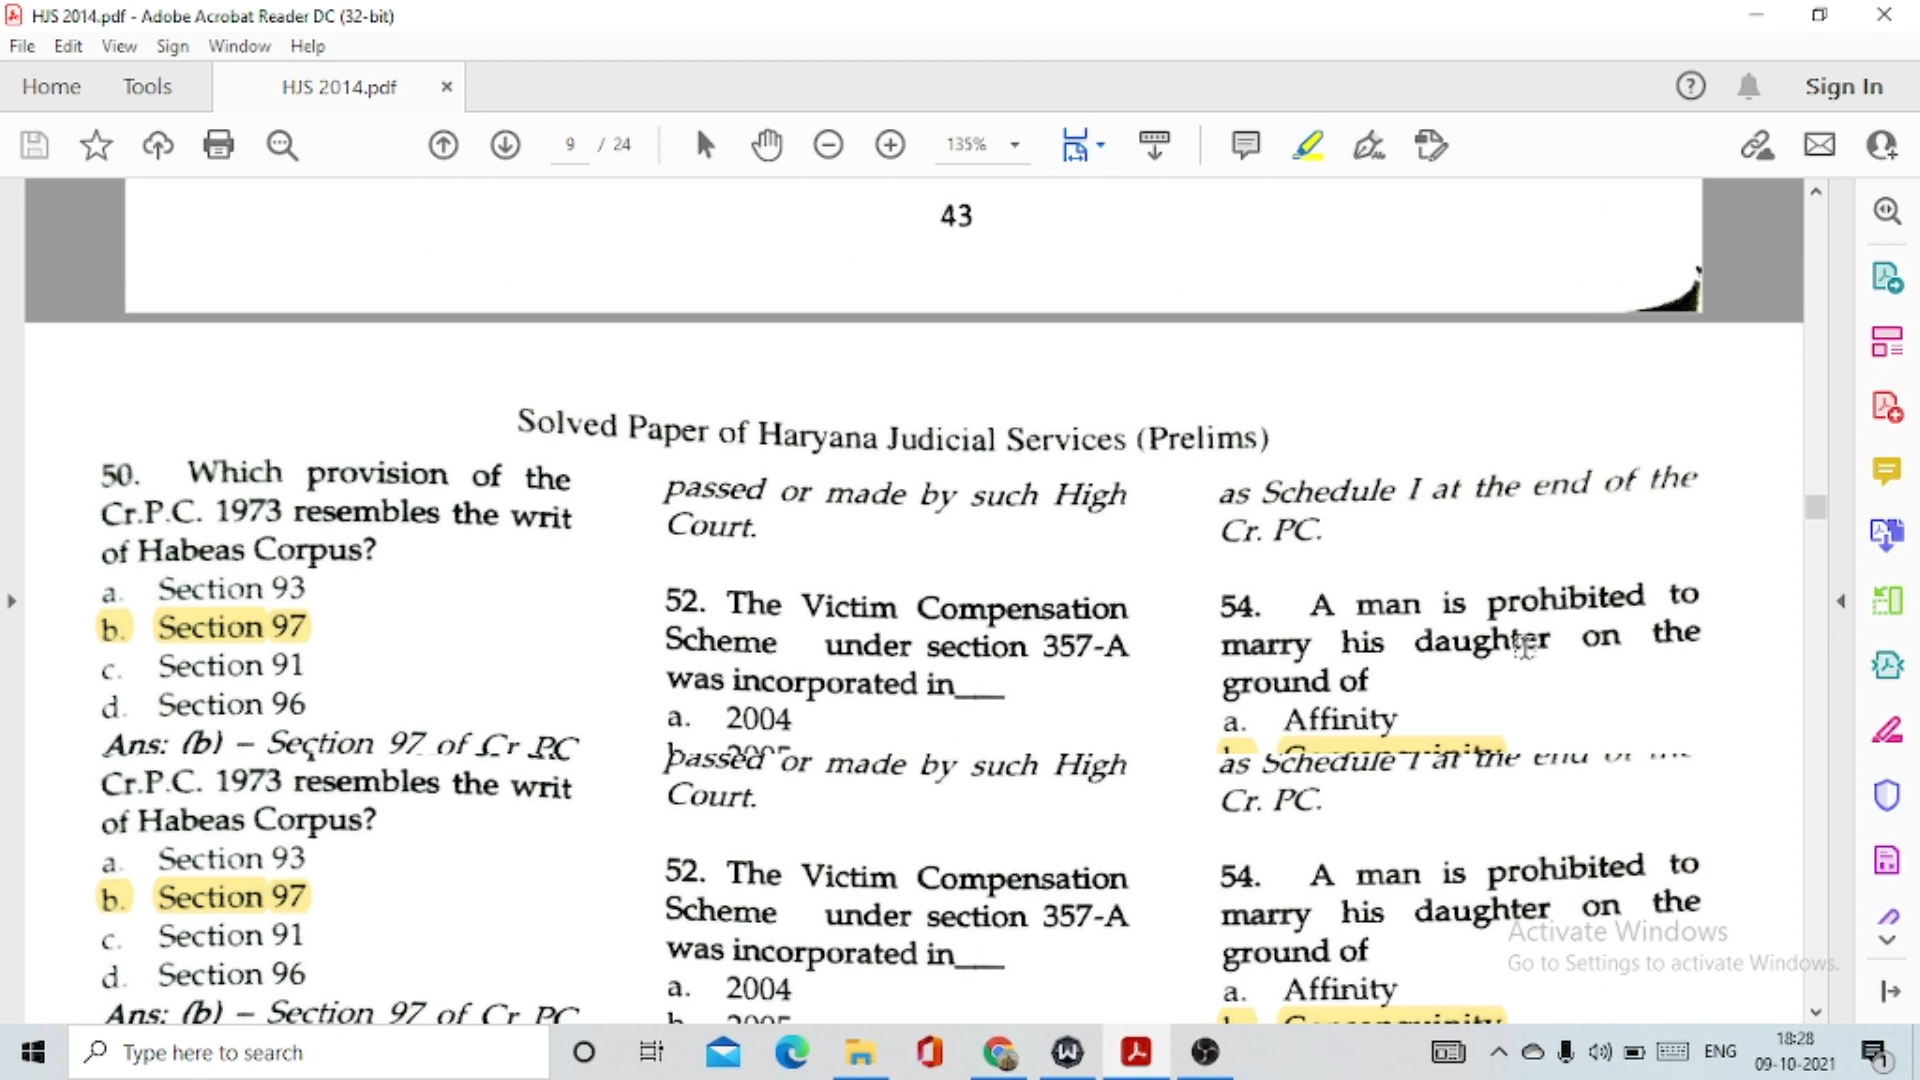 HJS 2014.pdf - Adobe Acrobat Reader DC (32-bit)
File Edit View Sign Window Help
Home Tools HJS 2014.pdf × Sign In
9 / 24 135%
43
Solved Paper of Haryana Judicial Services (Prelims)
50. Which provision of the
Cr.P.C. 1973 resembles the writ
of Habeas Corpus?
a. Section 93
b. Section 97
c. Section 91
d. Section 96
Ans: (b) – Section 97 of Cr PC
Cr.P.C. 1973 resembles the writ
of Habeas Corpus?
a. Section 93
b. Section 97
c. Section 91
d. Section 96
Ans: (b) – Section 97 of Cr PC
passed or made by such High
Court.
52. The Victim Compensation
Scheme under section 357-A
was incorporated in___
a. 2004
passed or made by such High
Court.
52. The Victim Compensation
Scheme under section 357-A
was incorporated in___
a. 2004
as Schedule I at the end of the
Cr. PC.
54. A man is prohibited to
marry his daughter on the
ground of
a. Affinity
as Schedule I at the end of the
Cr. PC.
54. A man is prohibited to
marry his daughter on the
ground of
a. Affinity
Activate Windows
Go to Settings to activate Windows.
Type here to search
ENG
18:28
09-10-2021
1